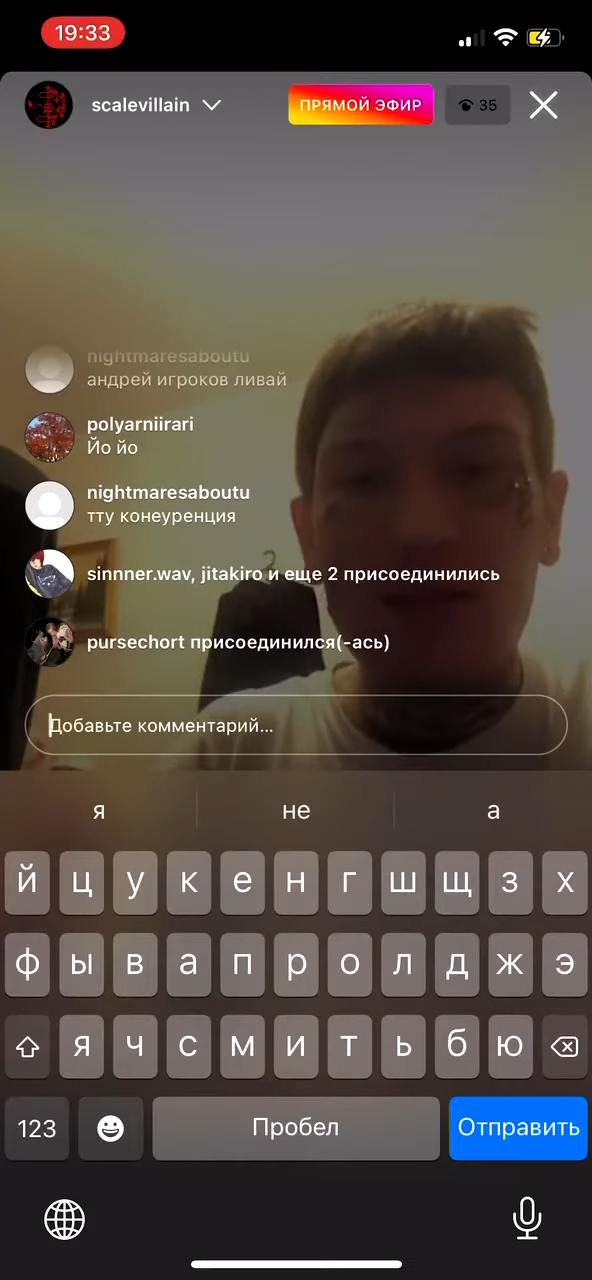 19:33
scalevillain
ПРЯМОЙ ЭФИР
35
nightmaresaboutu
андрей игроков ливай
polyarniirari
Йо йо
nightmaresaboutu
тту конеуренция
sinnner.wav, jitakiro и еще 2 присоединились
pursechort присоединился(-ась)
Добавьте комментарий...
я не а
й ц у к е н г ш щ з х
ф ы в а п р о л д ж э
я ч с м и т ь б ю
123 Пробел Отправить